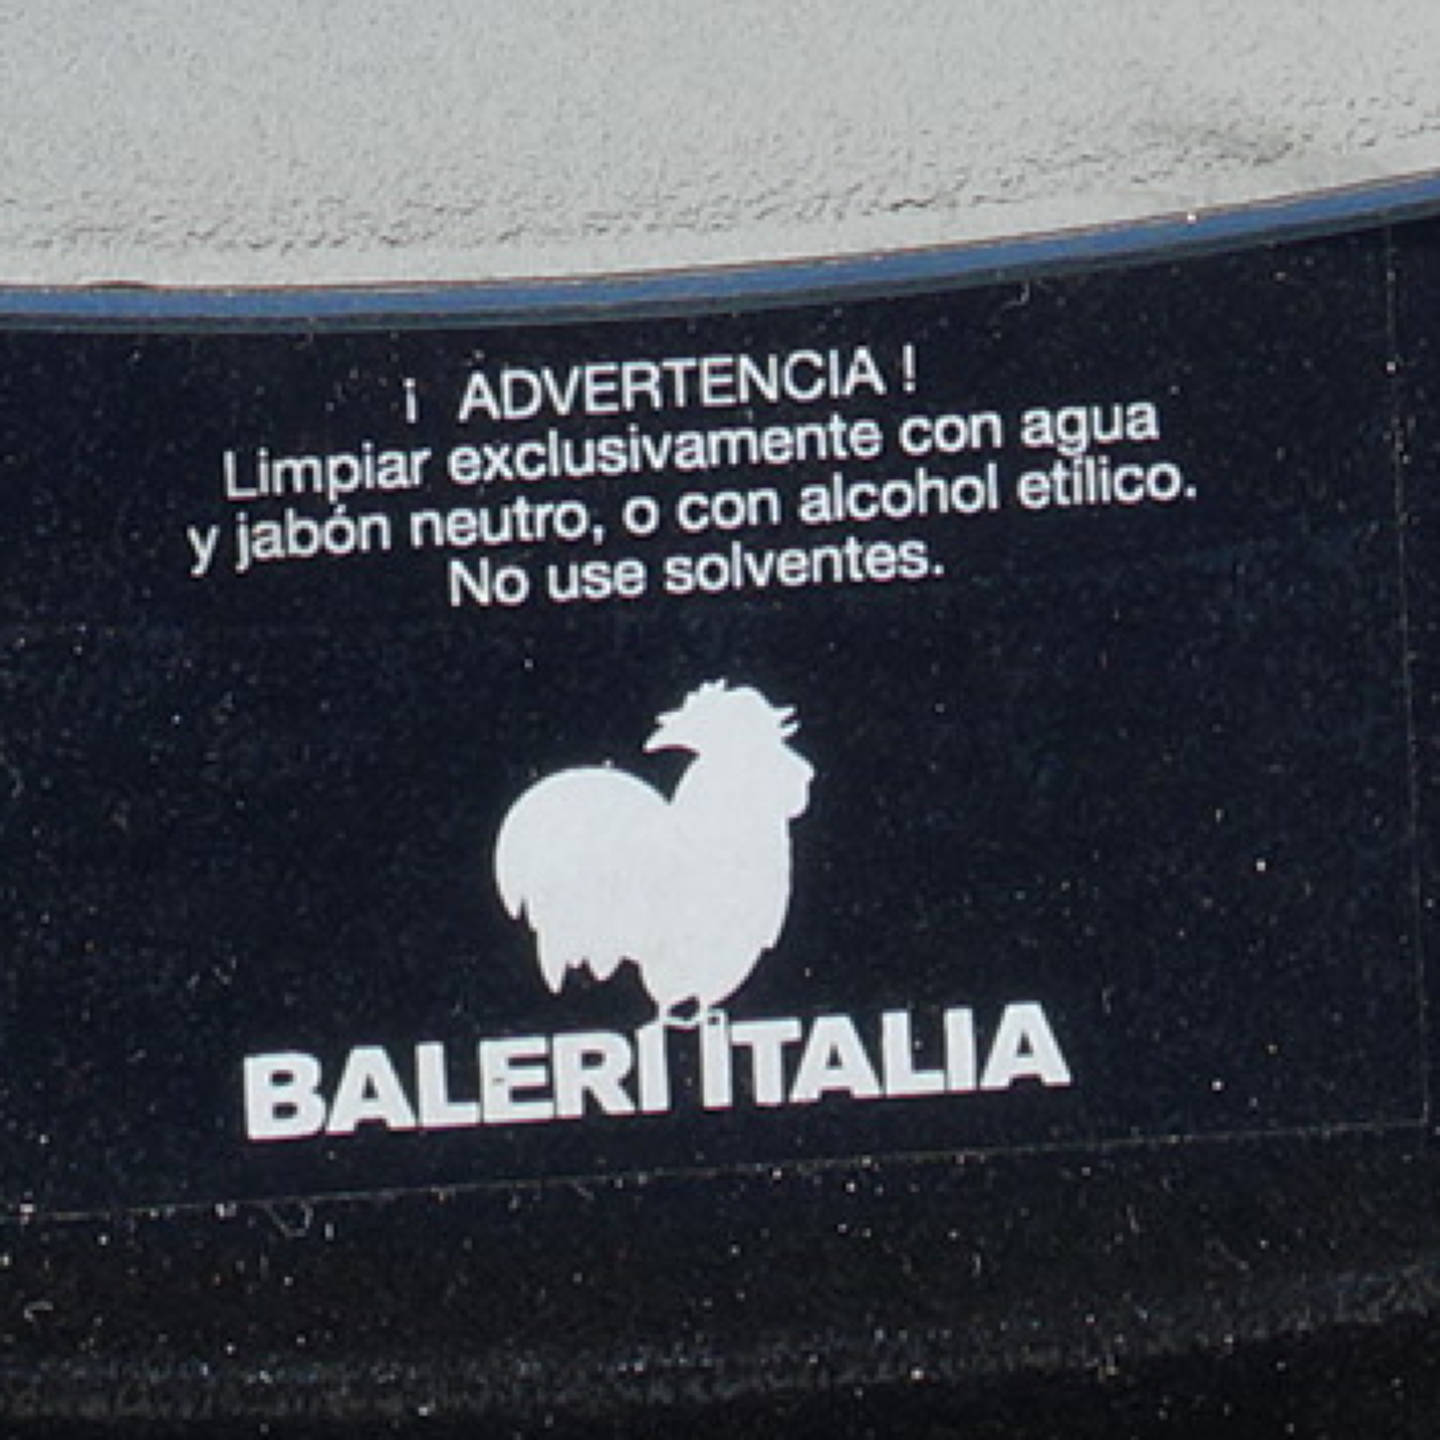 ¡ ADVERTENCIA !
Limpiar exclusivamente con agua
y jabón neutro, o con alcohol etílico.
No use solventes.
BALERI ITALIA